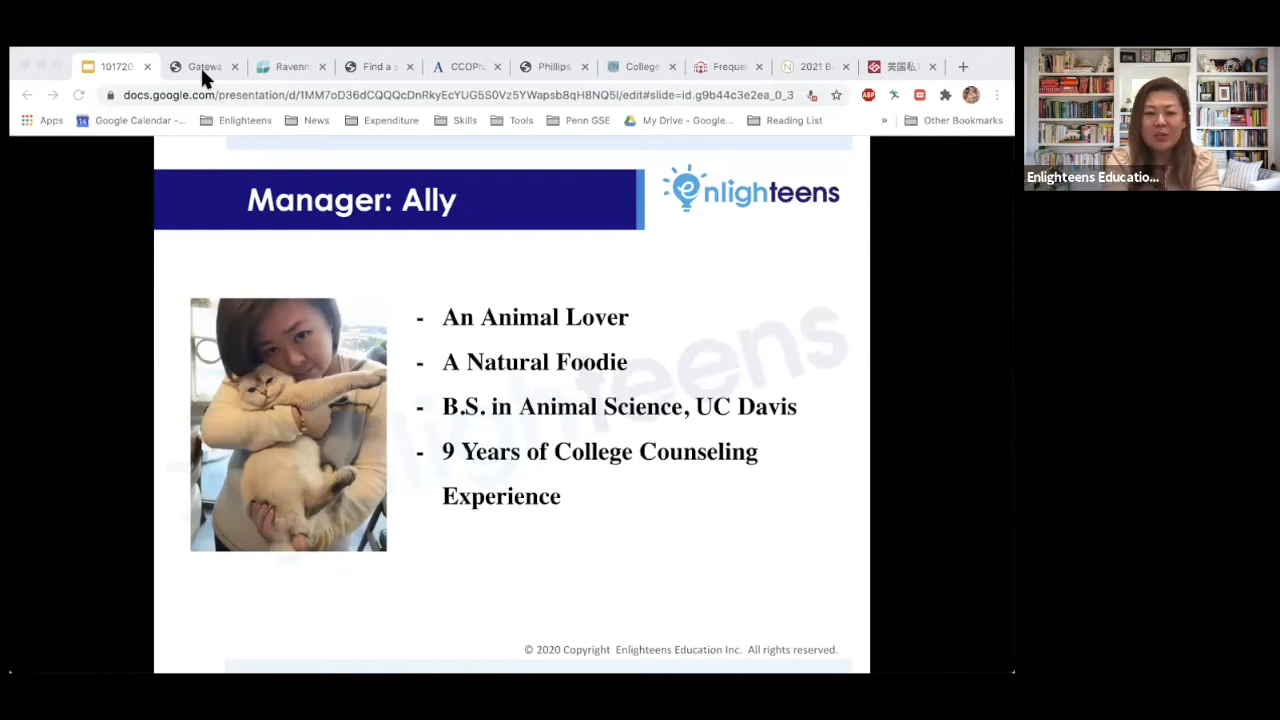 101720
Gatewa
Ravenn
Find a s
A Pro
Phillips
College
Freque
2021 B
美国私
docs.google.com/presentation/d/
edit#slide=id.g9b44c3e2ea_0_3
Apps
Google Calendar -...
Enlighteens
News
Expenditure
Skills
Tools
Penn GSE
My Drive - Google...
Reading List
»
Other Bookmarks
ABP
Enlighteens Educatio...
Manager: Ally
enlighteens
- An Animal Lover
- A Natural Foodie
- B.S. in Animal Science, UC Davis
- 9 Years of College Counseling
Experience
© 2020 Copyright Enlighteens Education Inc. All rights reserved.